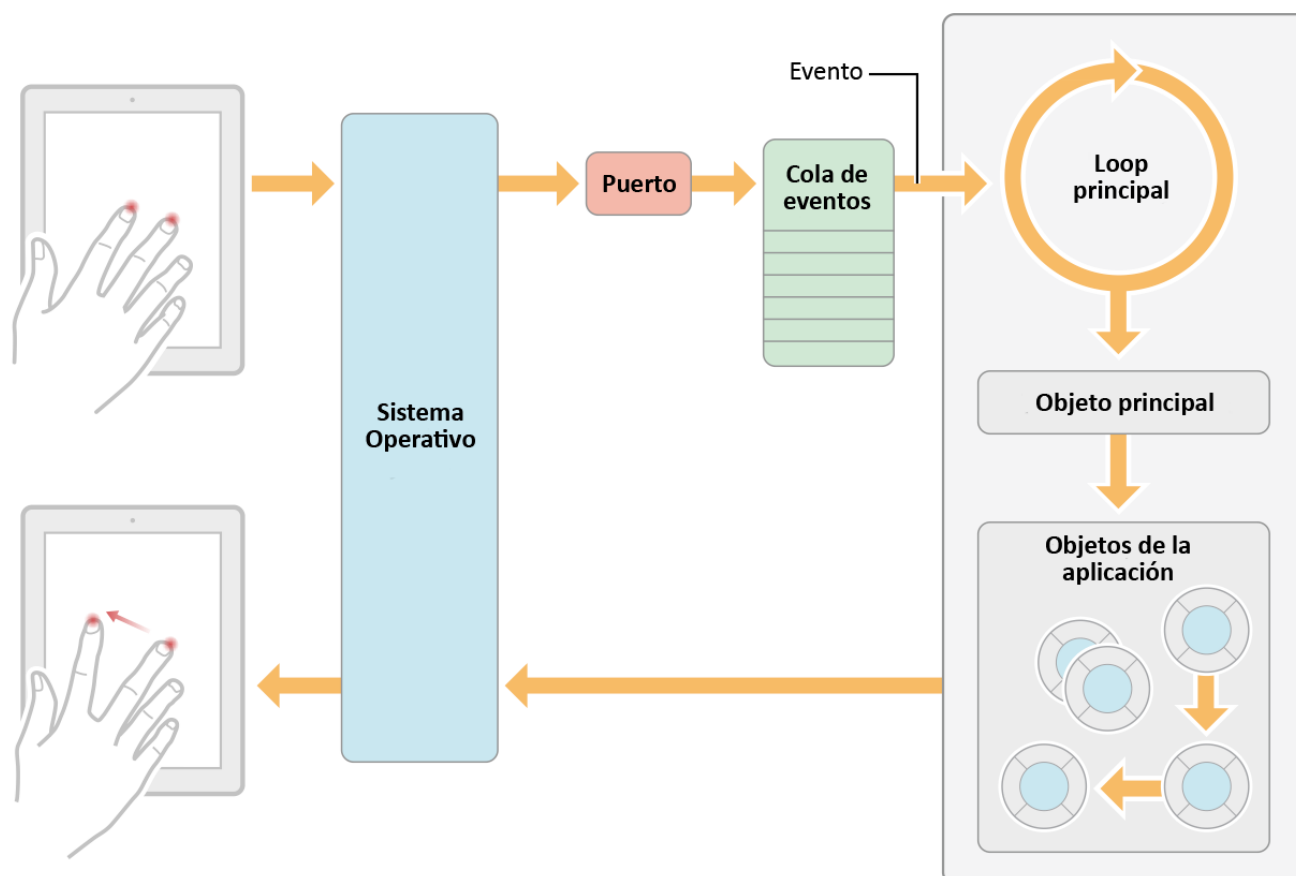 Evento
Puerto
Cola de
eventos
Loop
principal
Sistema
Operativo
Objeto principal
Objetos de la
aplicación